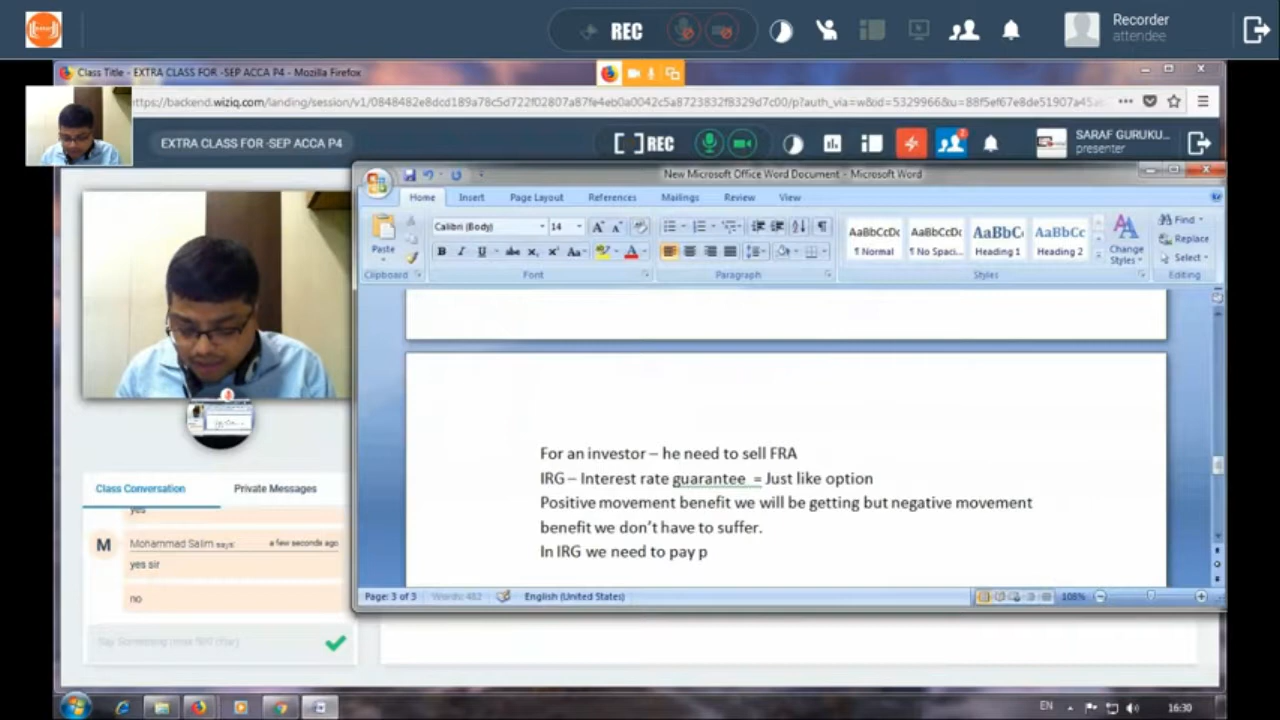 REC
Recorder
attendee
Class Title - EXTRA CLASS FOR -SEP ACCA P4 - Mozilla Firefox
EXTRA CLASS FOR -SEP ACCA P4
REC
SARAF GURUKU...
presenter
New Microsoft Office Word Document - Microsoft Word
Home Insert Page Layout References Mailings Review View
Paste
Calibri (Body) 14
AaBbCcDc AaBbCcDc AaBbC AaBbCc
¶ Normal ¶ No Spaci... Heading 1 Heading 2
Change Styles
Find
Replace
Select
Clipboard Font Paragraph Styles Editing
For an investor – he need to sell FRA
IRG – Interest rate guarantee = Just like option
Positive movement benefit we will be getting but negative movement
benefit we don't have to suffer.
In IRG we need to pay p
Class Conversation Private Messages
yes
M
Mohammad Salim says: a few seconds ago
yes sir
no
Page: 3 of 3 Words: 482 English (United States) 108%
EN 16:30